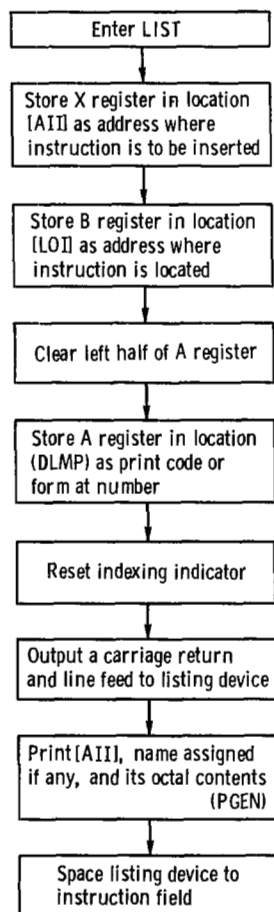 Enter LIST
Store X register in location
[AII] as address where
instruction is to be inserted
Store B register in location
[LOI] as address where
instruction is located
Clear left half of A register
Store A register in location
(DLMP) as print code or
form at number
Reset indexing indicator
Output a carriage return
and line feed to listing device
Print [AII], name assigned
if any, and its octal contents
(PGEN)
Space listing device to
instruction field